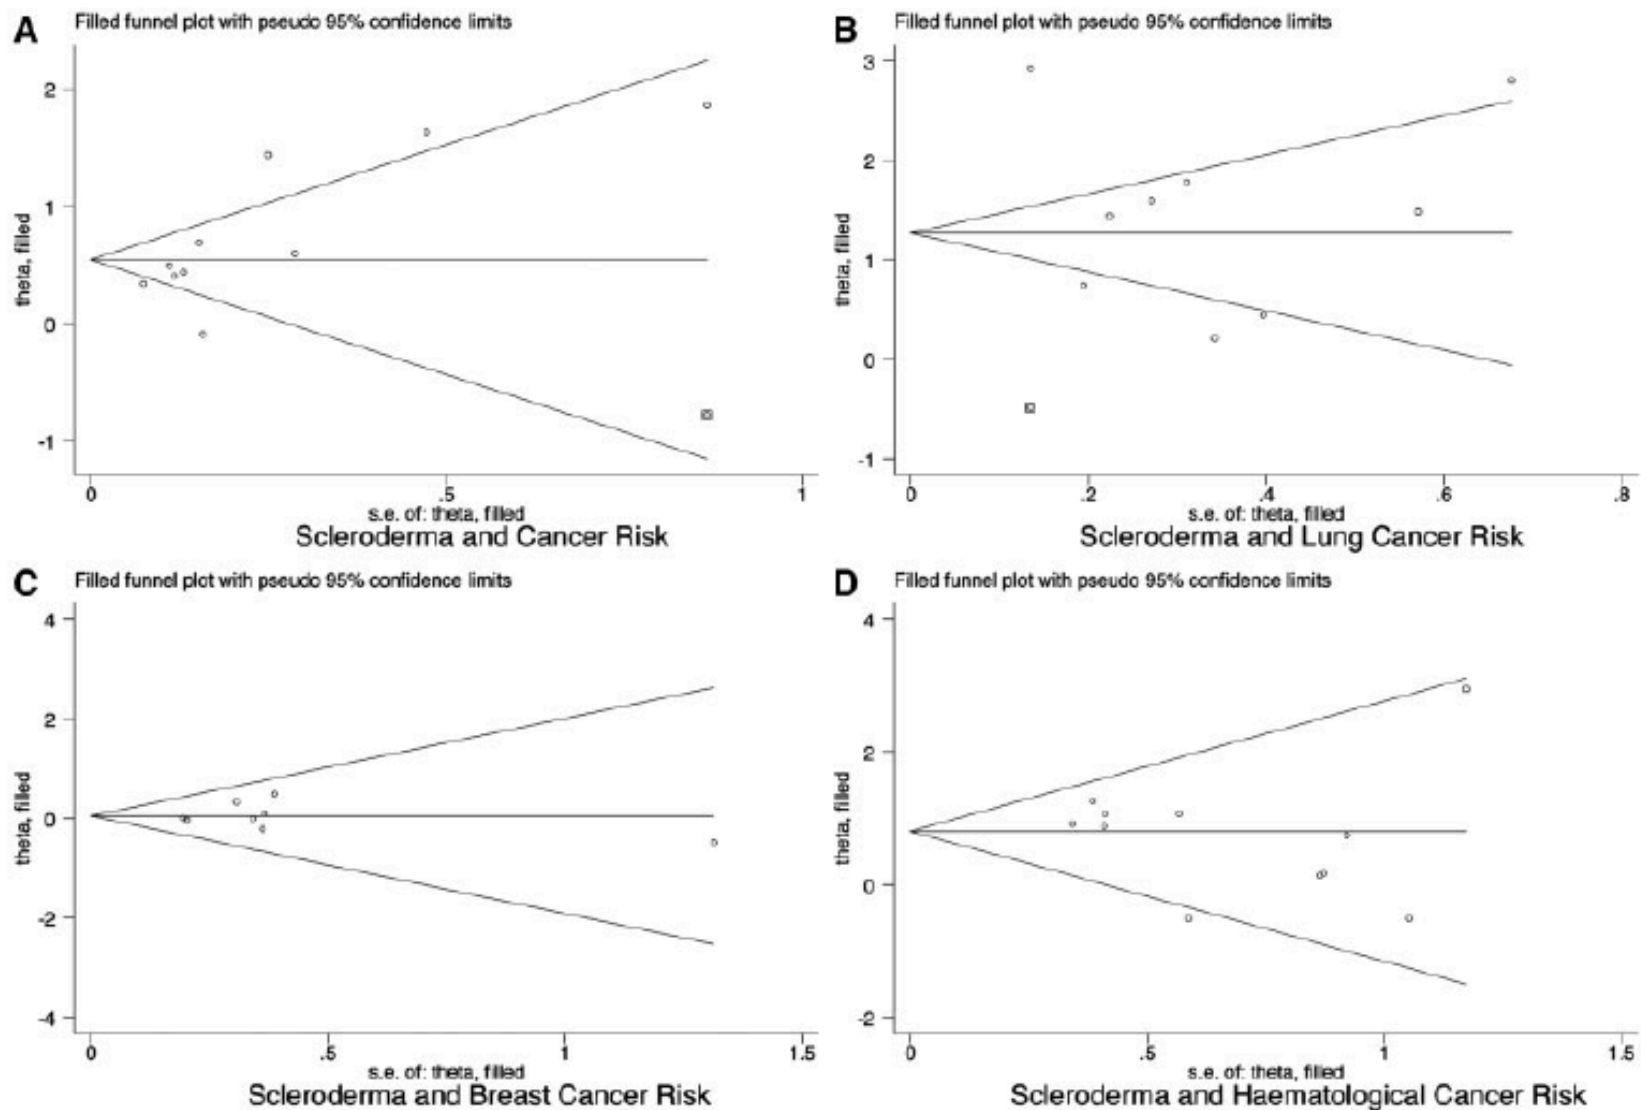 A Filled funnel plot with pseudo 95% confidence limits
2
1
0
-1
theta, filled
0 .5 1
s.e. of: theta, filled
Scleroderma and Cancer Risk
B Filled funnel plot with pseudo 95% confidence limits
3
2
1
0
-1
theta, filled
0 .2 .4 .6 .8
s.e. of: theta, filled
Scleroderma and Lung Cancer Risk
C Filled funnel plot with pseudo 95% confidence limits
4
2
0
-2
-4
theta, filled
0 .5 1 1.5
s.e. of: theta, filled
Scleroderma and Breast Cancer Risk
D Filled funnel plot with pseudo 95% confidence limits
4
2
0
-2
theta, filled
0 .5 1 1.5
s.e. of: theta, filled
Scleroderma and Haematological Cancer Risk